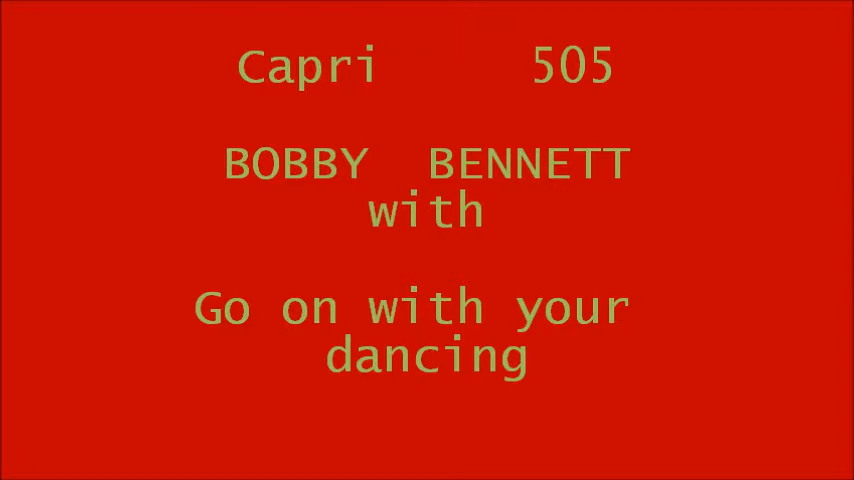 Capri 505
BOBBY BENNETT
with
Go on with your
dancing